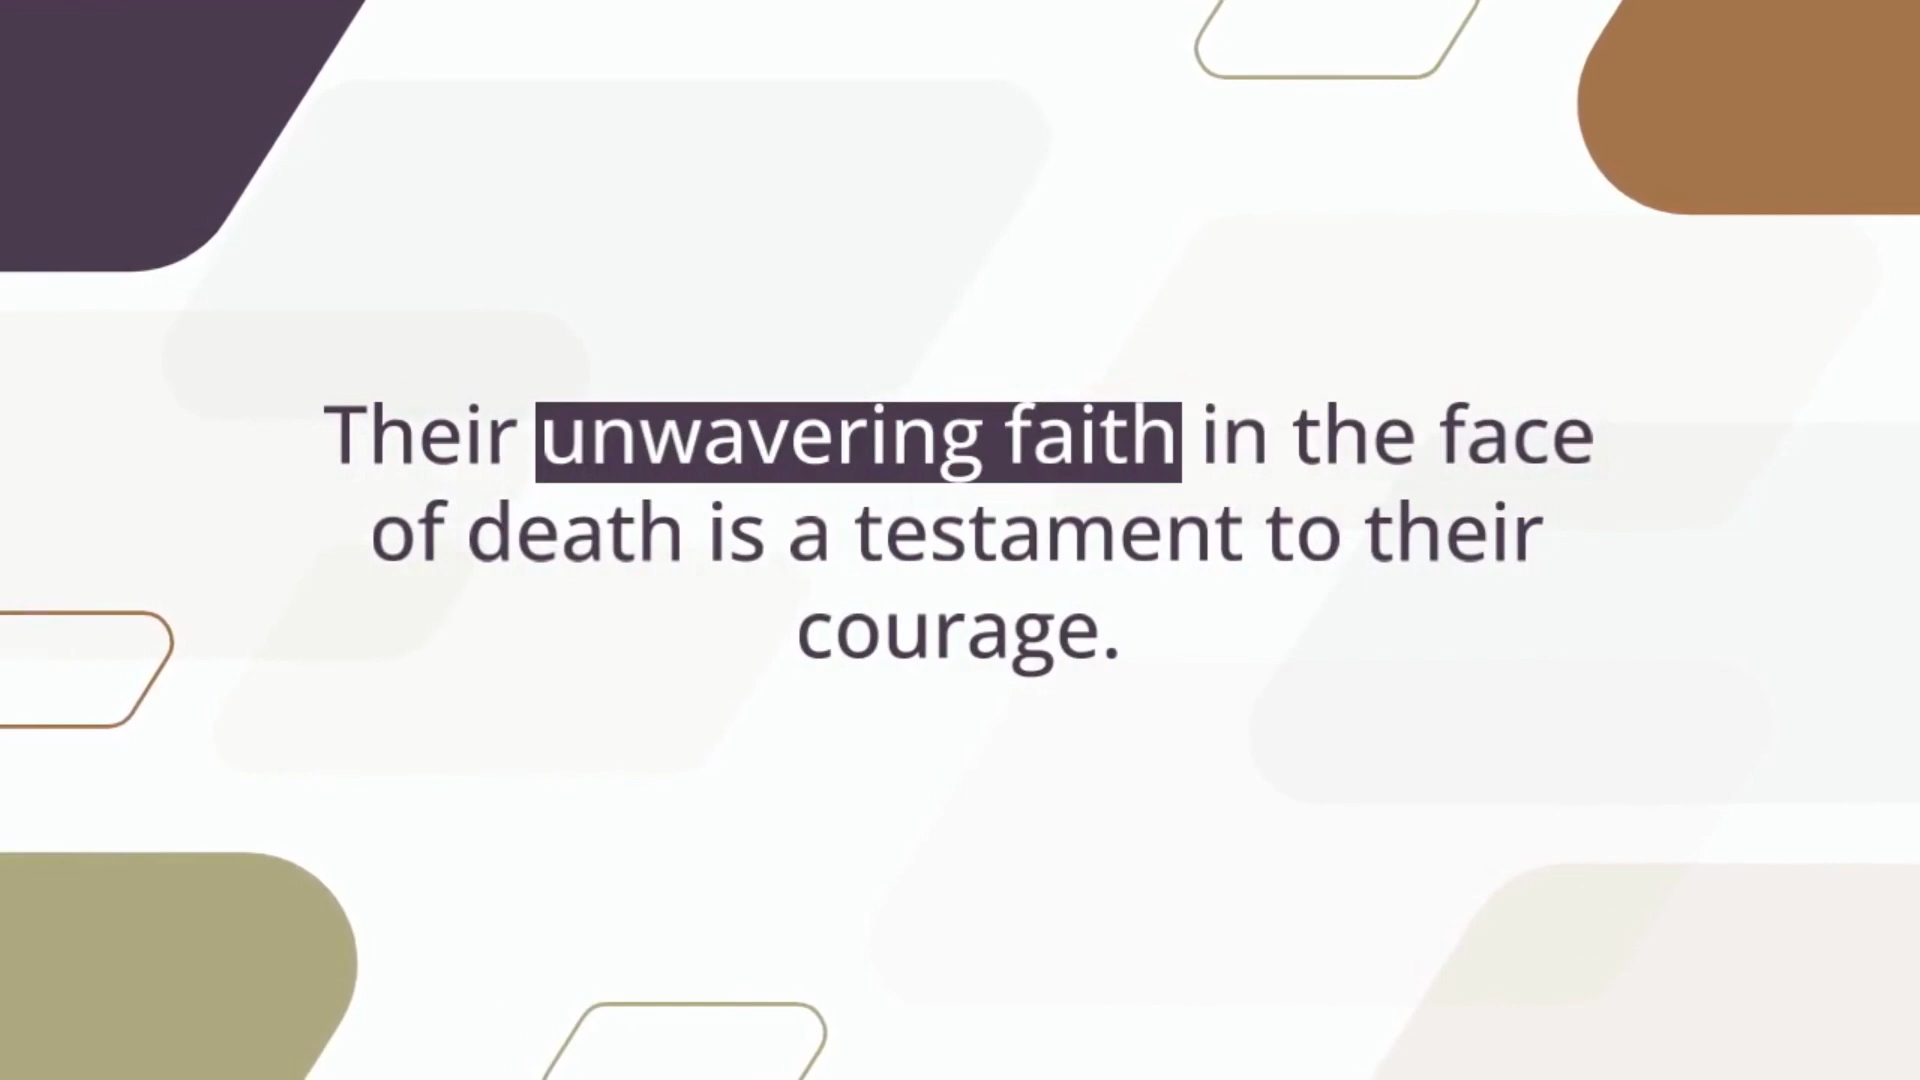 Their unwavering faith in the face
of death is a testament to their
courage.